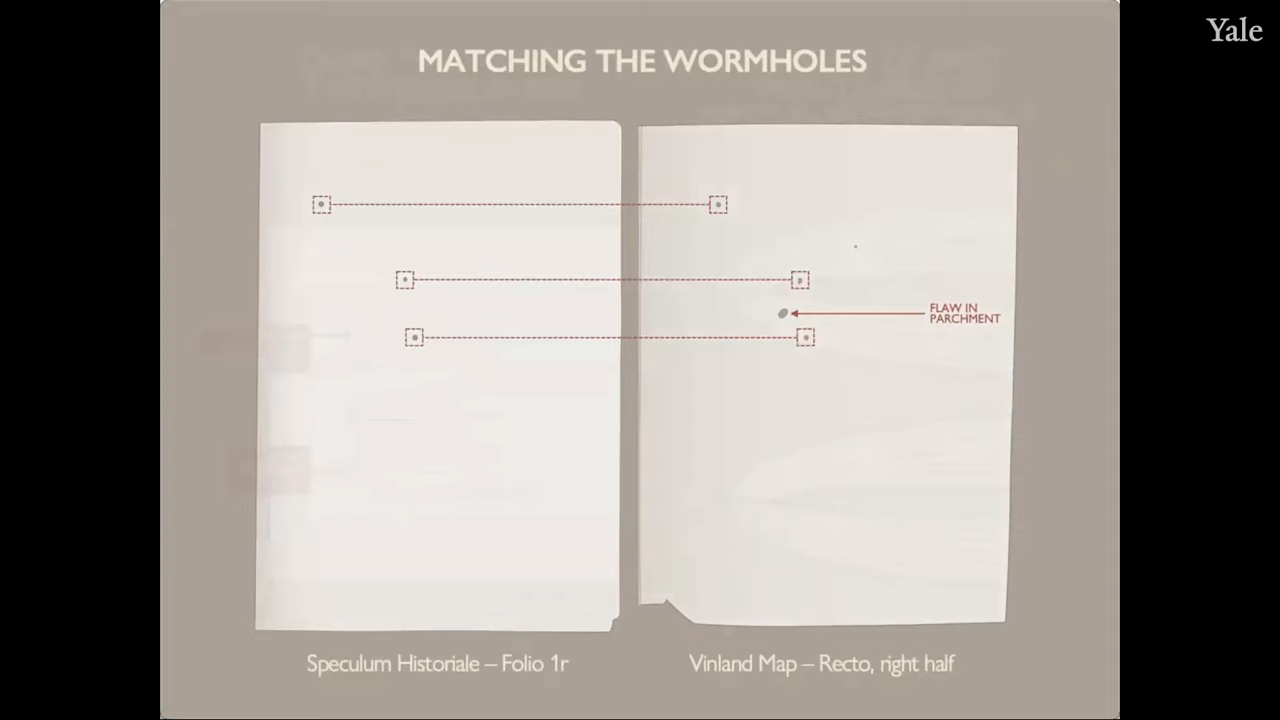 Yale
MATCHING THE WORMHOLES
FLAW IN
PARCHMENT
Speculum Historiale – Folio 1r
Vinland Map – Recto, right half